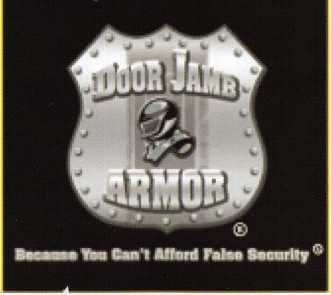 DOOR JAMB
ARMOR
®
Because You Can't Afford False Security®